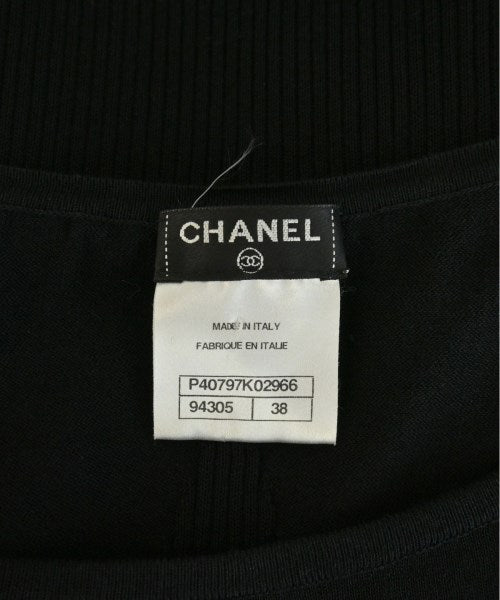 CHANEL
MADE IN ITALY
FABRIQUE EN ITALIE
P40797K02966
94305 38